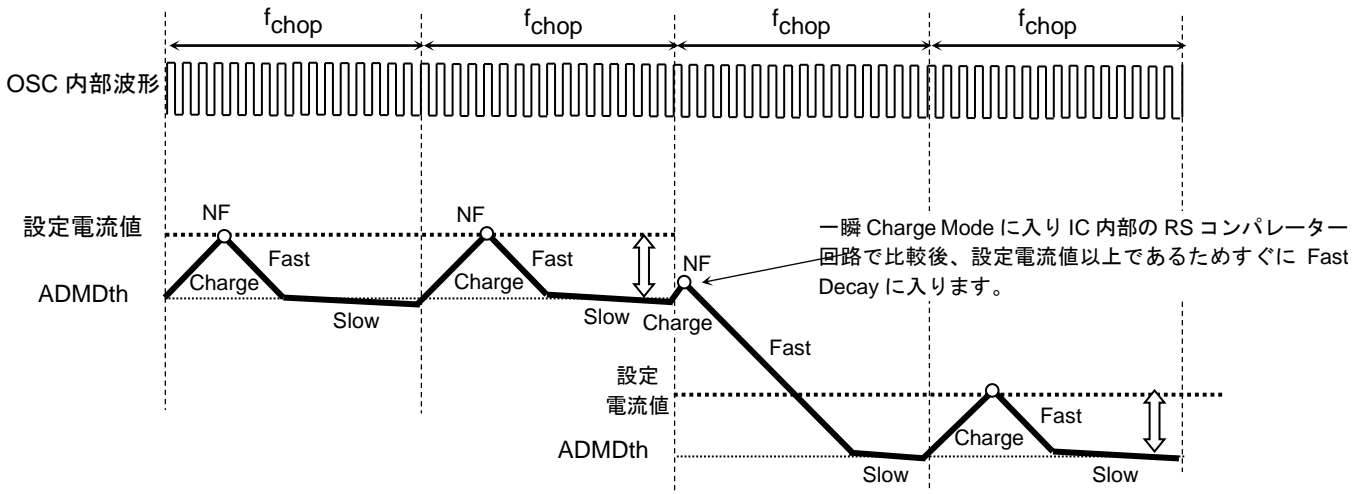 fchop
fchop
fchop
fchop
OSC 内部波形
設定電流値
NF
NF
一瞬 Charge Mode に入り IC 内部の RS コンパレーター
回路で比較後、設定電流値以上であるためすぐに Fast
Decay に入ります。
NF
Fast
Fast
Charge
Charge
ADMDth
Slow
Slow
Charge
Fast
設定
電流値
Fast
Charge
ADMDth
Slow
Slow